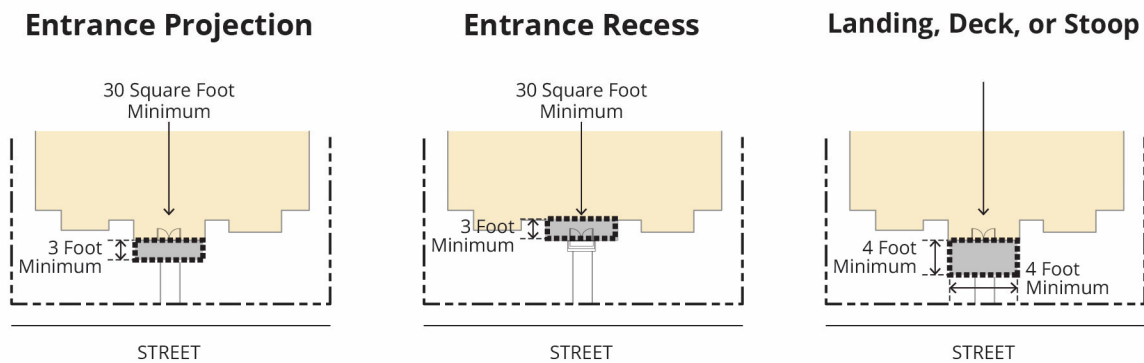 Entrance Projection
30 Square Foot
Minimum
3 Foot
Minimum
STREET
Entrance Recess
30 Square Foot
Minimum
3 Foot
Minimum
STREET
Landing, Deck, or Stoop
4 Foot
Minimum
4 Foot
Minimum
STREET